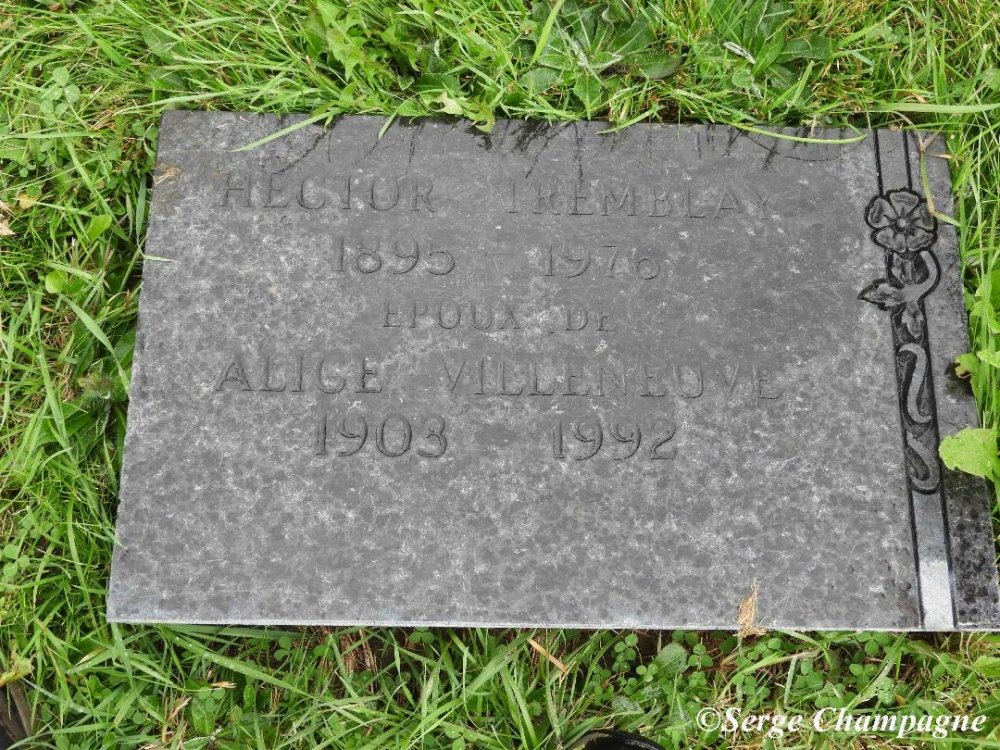 HECTOR TREMBLAY
1895 - 1976
EPOUX DE
ALICE VILLENEUVE
1903 - 1992
©Serge Champagne